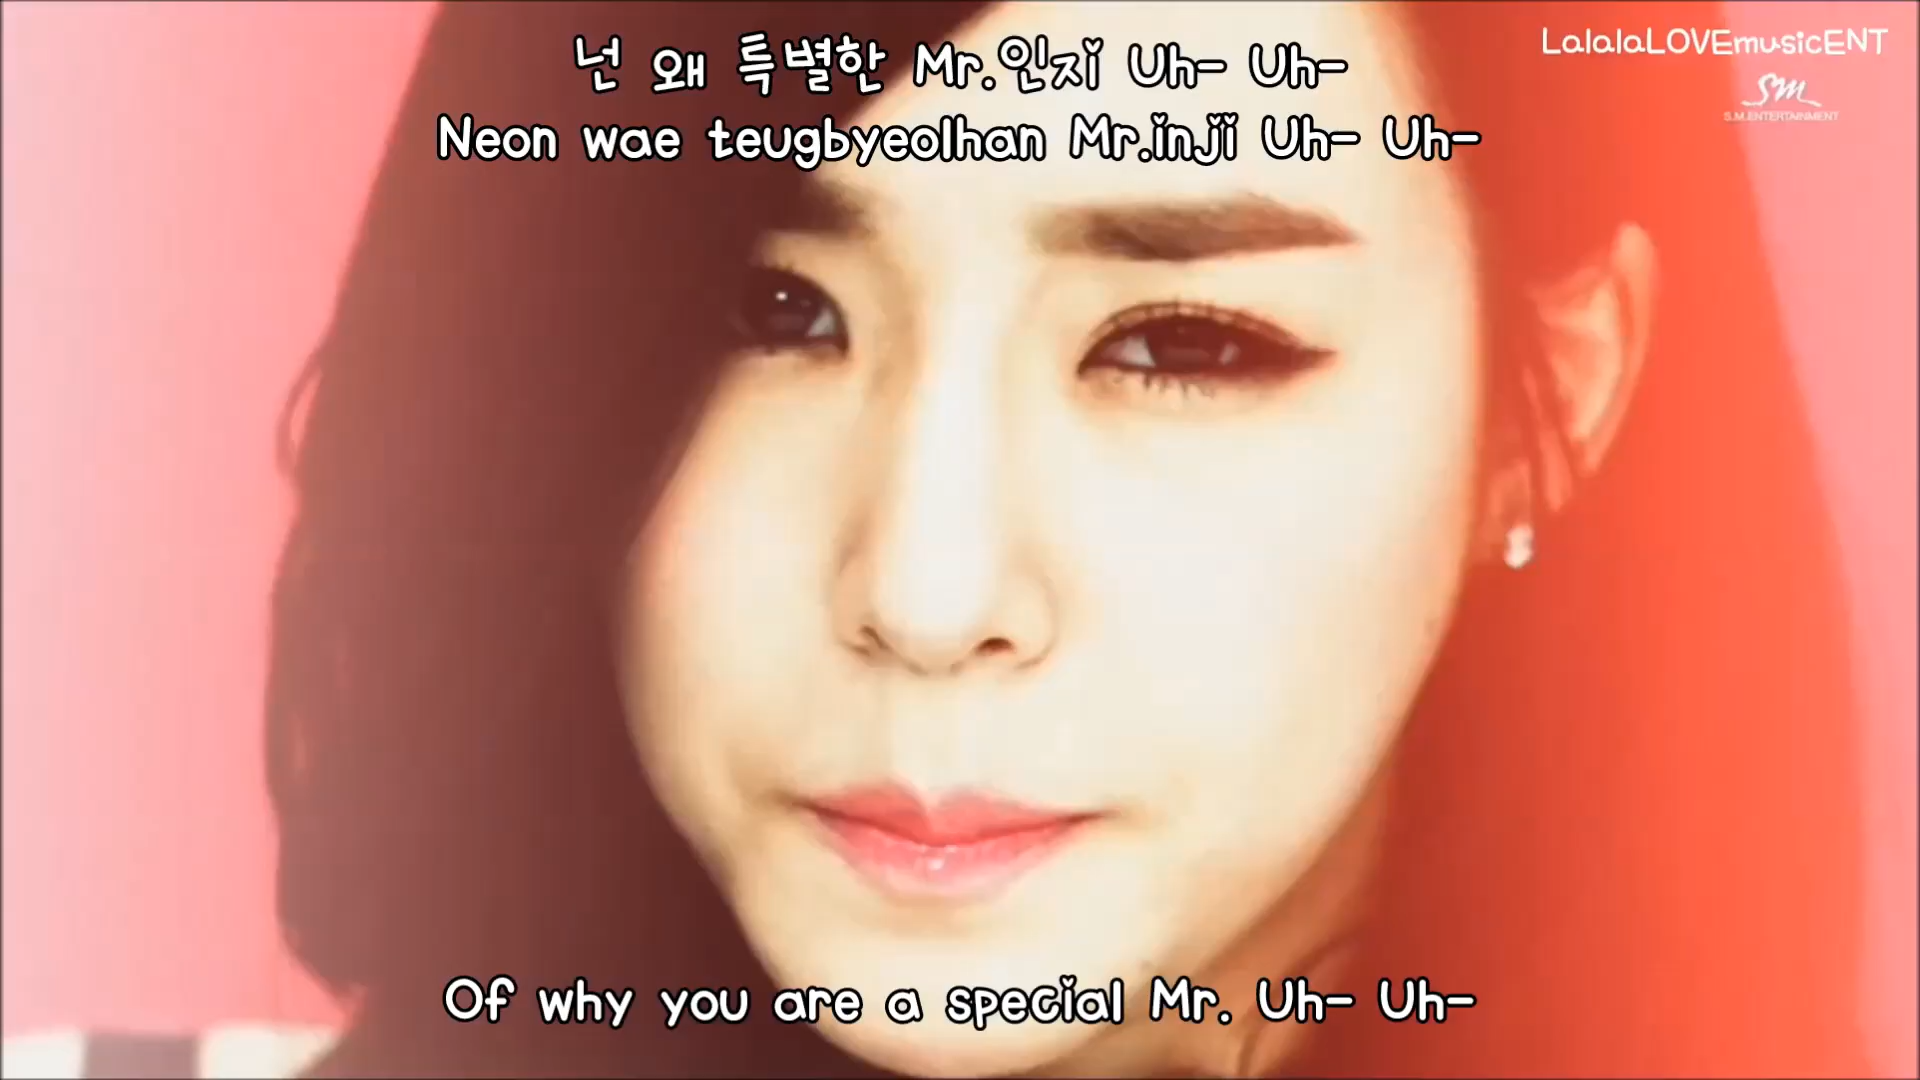 넌 왜 특별한 Mr.인지 Uh- Uh-
Neon wae teugbyeolhan Mr.inji Uh- Uh-
LalalaLOVEmusicENT
SM
S.M.ENTERTAINMENT
Of why you are a special Mr. Uh- Uh-